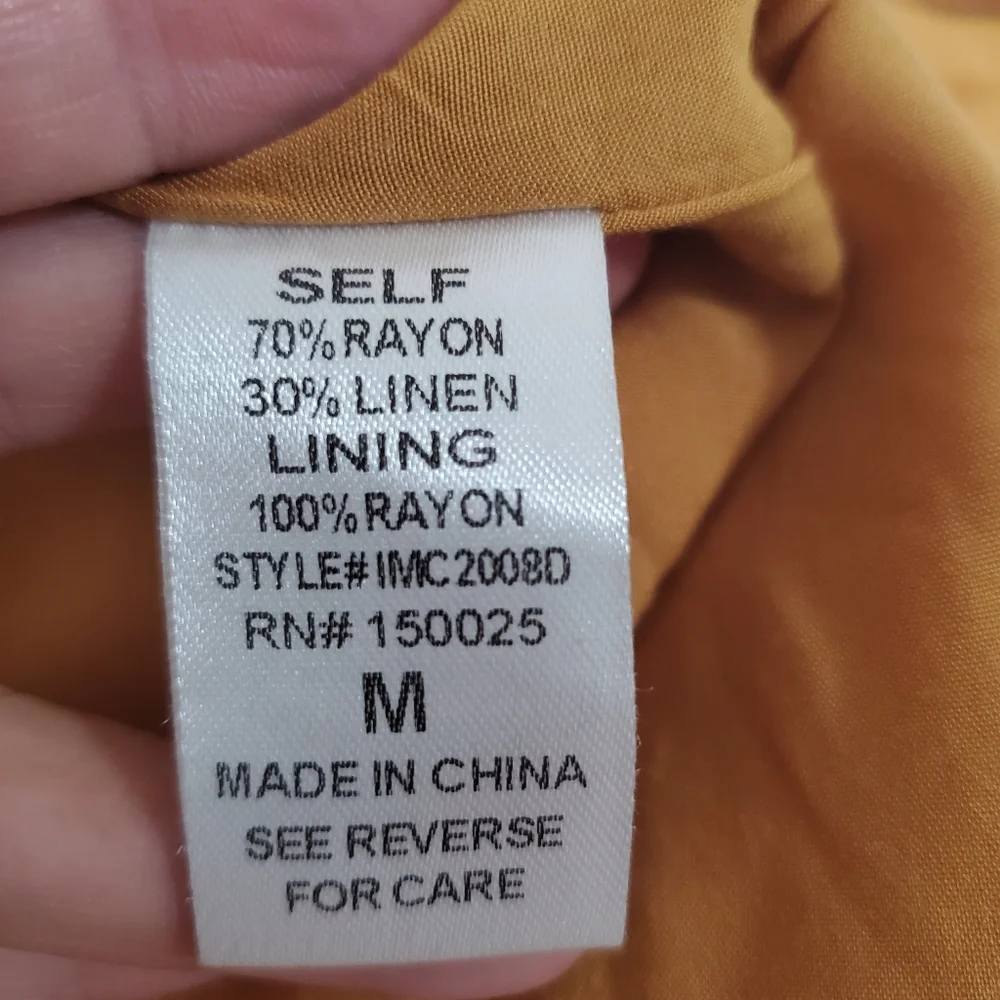 SELF
70% RAYON
30% LINEN
LINING
100% RAYON
STYLE# IMC2008D
RN# 150025
M
MADE IN CHINA
SEE REVERSE
FOR CARE